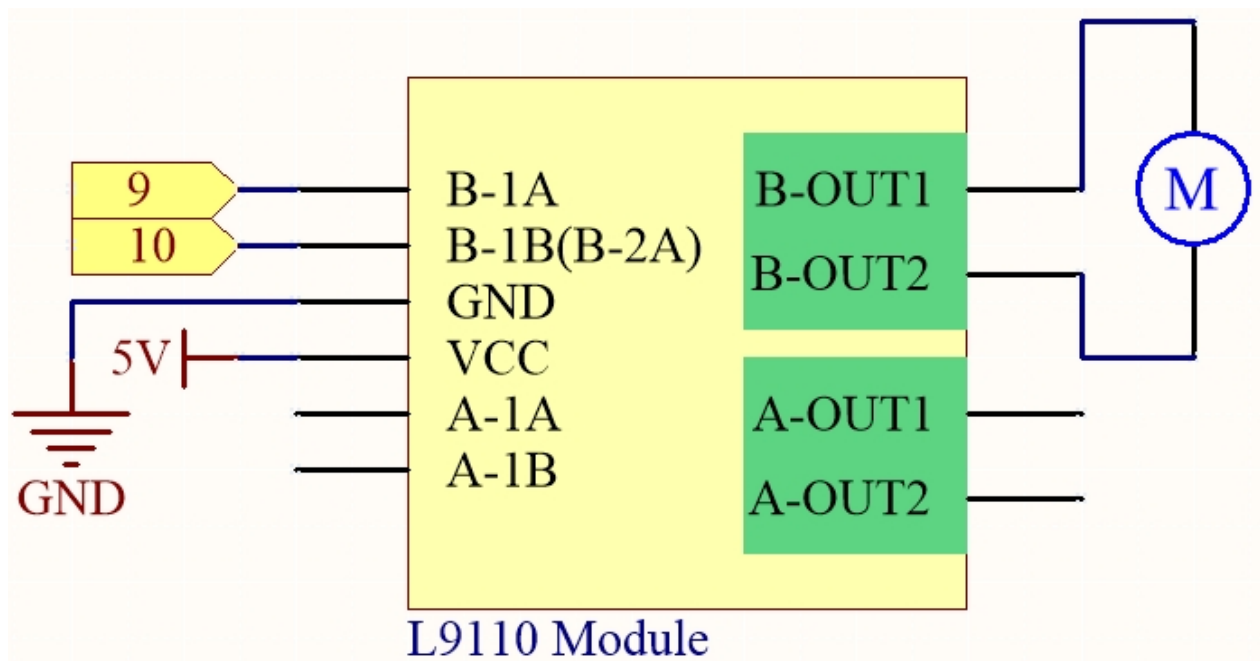 9
10
5V
GND
B-1A
B-1B(B-2A)
GND
VCC
A-1A
A-1B
B-OUT1
B-OUT2
A-OUT1
A-OUT2
M
L9110 Module